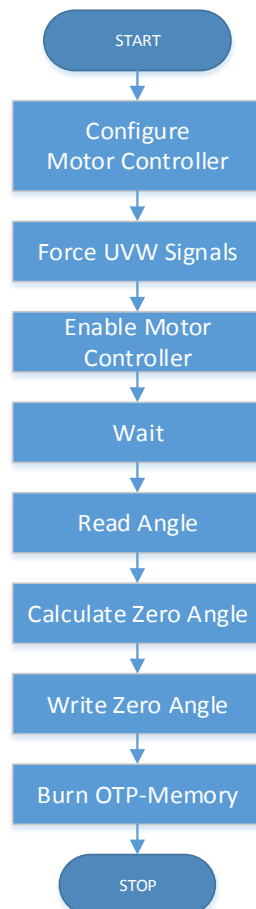 START
Configure
Motor Controller
Force UVW Signals
Enable Motor
Controller
Wait
Read Angle
Calculate Zero Angle
Write Zero Angle
Burn OTP-Memory
STOP